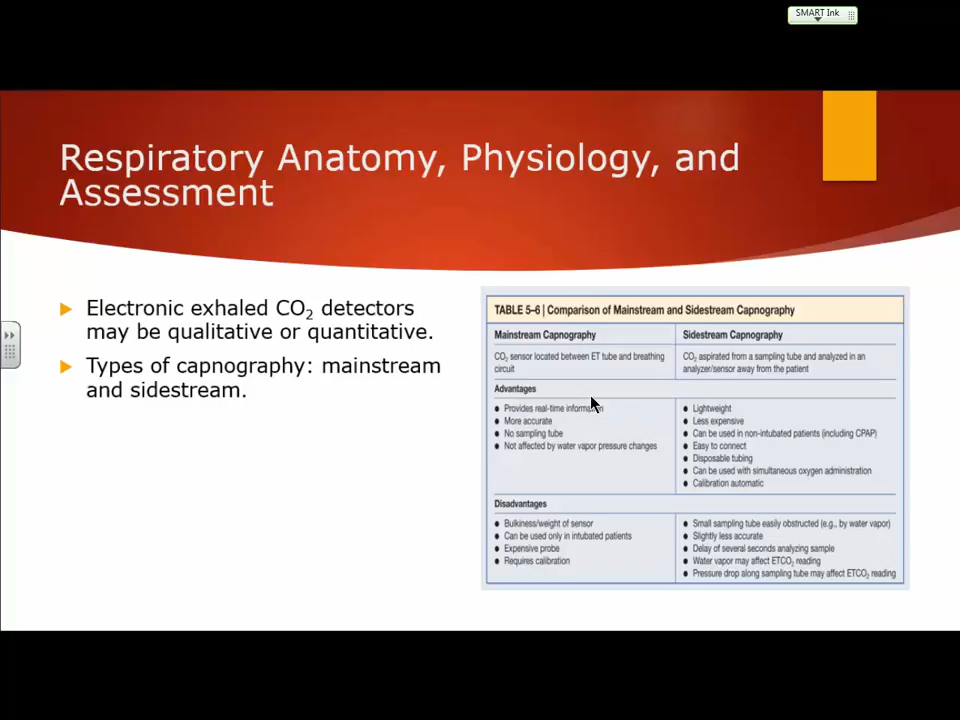 SMART Ink
Respiratory Anatomy, Physiology, and
Assessment
Electronic exhaled CO₂ detectors
may be qualitative or quantitative.
Types of capnography: mainstream
and sidestream.
TABLE 5–6 | Comparison of Mainstream and Sidestream Capnography
Mainstream Capnography
Sidestream Capnography
CO₂ sensor located between ET tube and breathing
circuit
CO₂ aspirated from a sampling tube and analyzed in an
analyzer/sensor away from the patient
Advantages
● Provides real-time information
● More accurate
● No sampling tube
● Not affected by water vapor pressure changes
● Lightweight
● Less expensive
● Can be used in non-intubated patients (including CPAP)
● Easy to connect
● Disposable tubing
● Can be used with simultaneous oxygen administration
● Calibration automatic
Disadvantages
● Bulkiness/weight of sensor
● Can be used only in intubated patients
● Expensive probe
● Requires calibration
● Small sampling tube easily obstructed (e.g., by water vapor)
● Slightly less accurate
● Delay of several seconds analyzing sample
● Water vapor may affect ETCO₂ reading
● Pressure drop along sampling tube may affect ETCO₂ reading